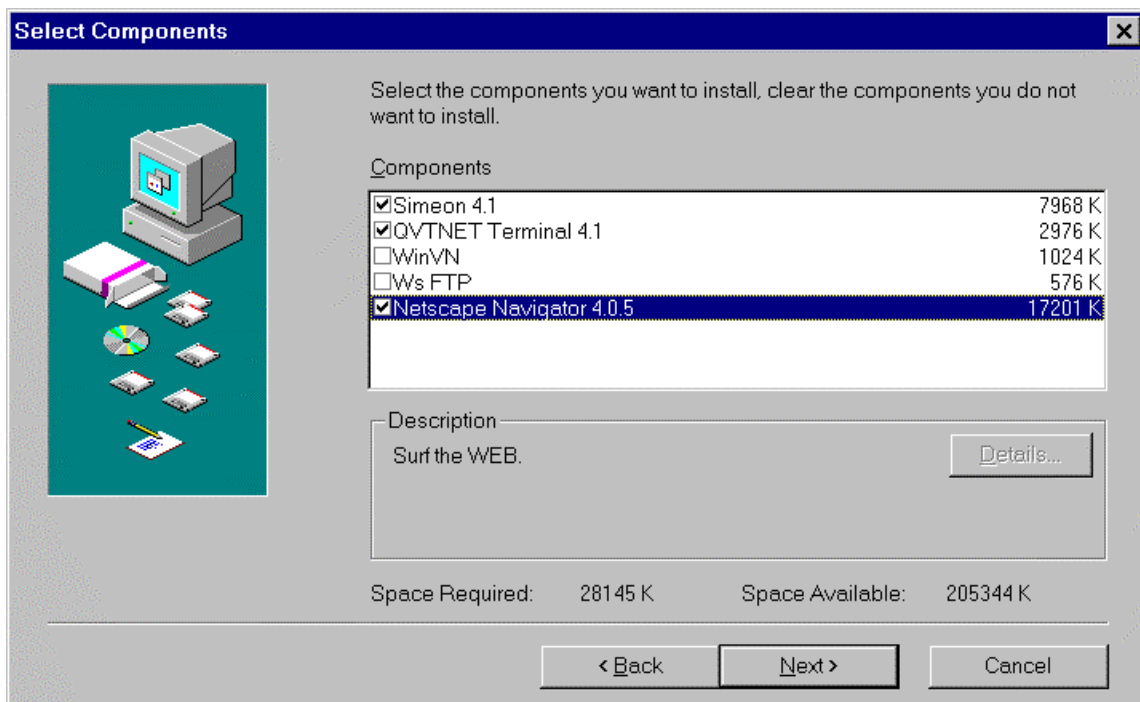 Select Components
Select the components you want to install, clear the components you do not
want to install.
Components
Simeon 4.1 7968 K
QVTNET Terminal 4.1 2976 K
WinVN 1024 K
Ws FTP 576 K
Netscape Navigator 4.0.5 17201 K
Description
Surf the WEB.
Details...
Space Required: 28145 K Space Available: 205344 K
< Back Next > Cancel